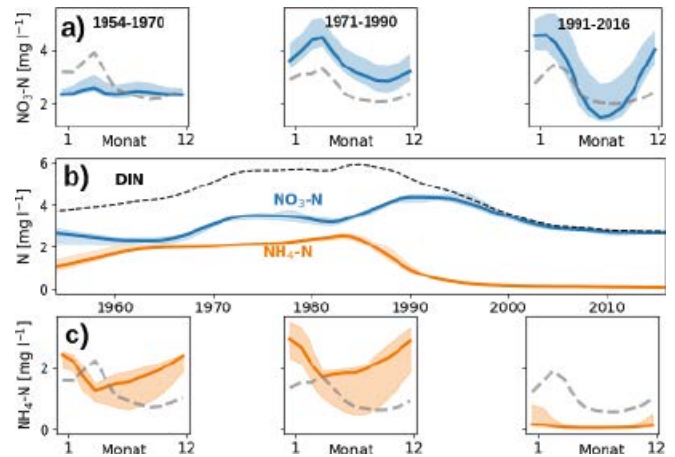 a) 1954-1970 1971-1990 1991-2016
NO₃-N [mg l⁻¹]
4
2
1 Monat 12 1 Monat 12 1 Monat 12
b) DIN
NO₃-N
NH₄-N
N [mg l⁻¹]
6
4
2
0
1960 1970 1980 1990 2000 2010
c)
NH₄-N [mg l⁻¹]
2
0
1 Monat 12 1 Monat 12 1 Monat 12